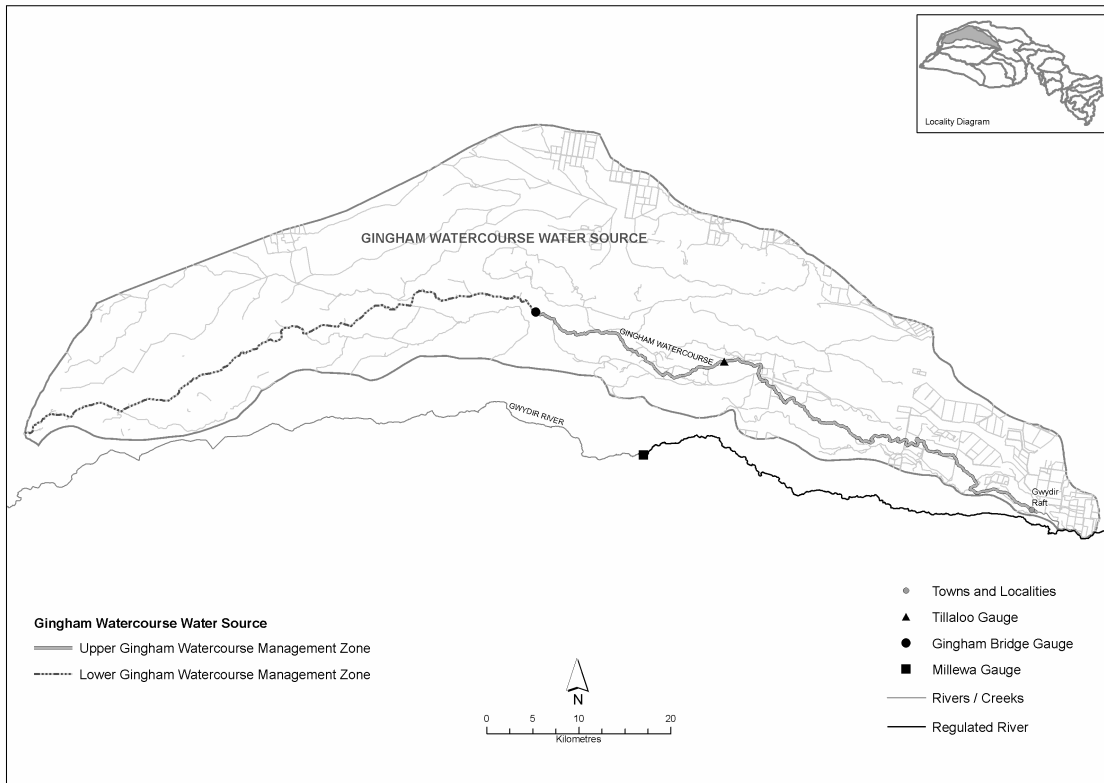 Locality Diagram
GINGHAM WATERCOURSE WATER SOURCE
GINGHAM WATERCOURSE
GWYDIR RIVER
Gwydir
Raft
Gingham Watercourse Water Source
Upper Gingham Watercourse Management Zone
Lower Gingham Watercourse Management Zone
N
0 5 10 20
Kilometres
Towns and Localities
Tillaloo Gauge
Gingham Bridge Gauge
Millewa Gauge
Rivers / Creeks
Regulated River